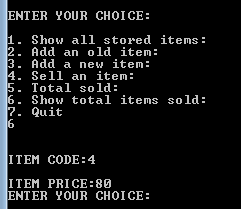 ENTER YOUR CHOICE:
1. Show all stored items:
2. Add an old item:
3. Add a new item:
4. Sell an item:
5. Total sold:
6. Show total items sold:
7. Quit
6
ITEM CODE:4
ITEM PRICE:80
ENTER YOUR CHOICE: